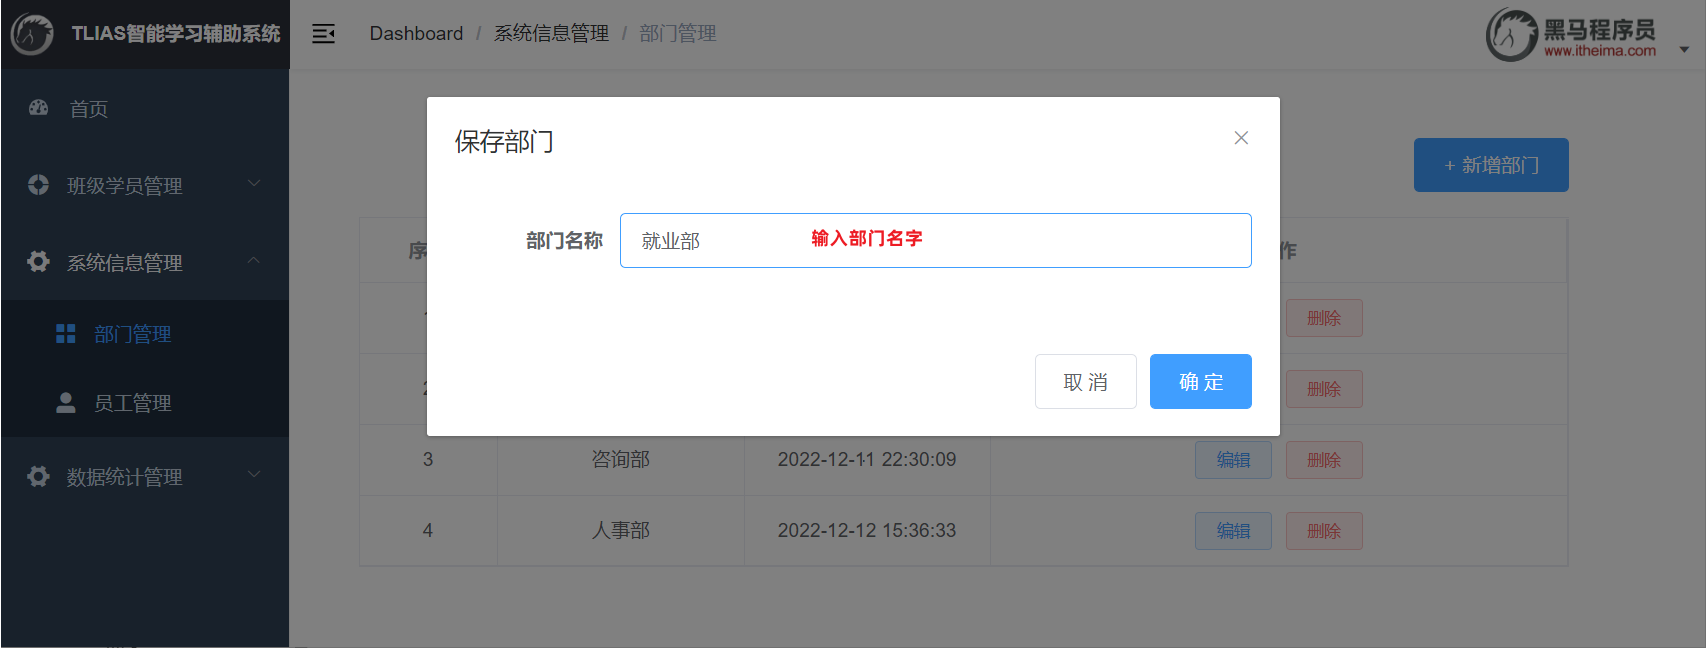 TLIAS智能学习辅助系统
Dashboard / 系统信息管理 / 部门管理
黑马程序员
www.itheima.com
首页
班级学员管理
系统信息管理
部门管理
员工管理
数据统计管理
+ 新增部门
保存部门
部门名称
就业部
输入部门名字
取 消
确 定
序
作
删除
删除
3 咨询部 2022-12-11 22:30:09 编辑 删除
4 人事部 2022-12-12 15:36:33 编辑 删除